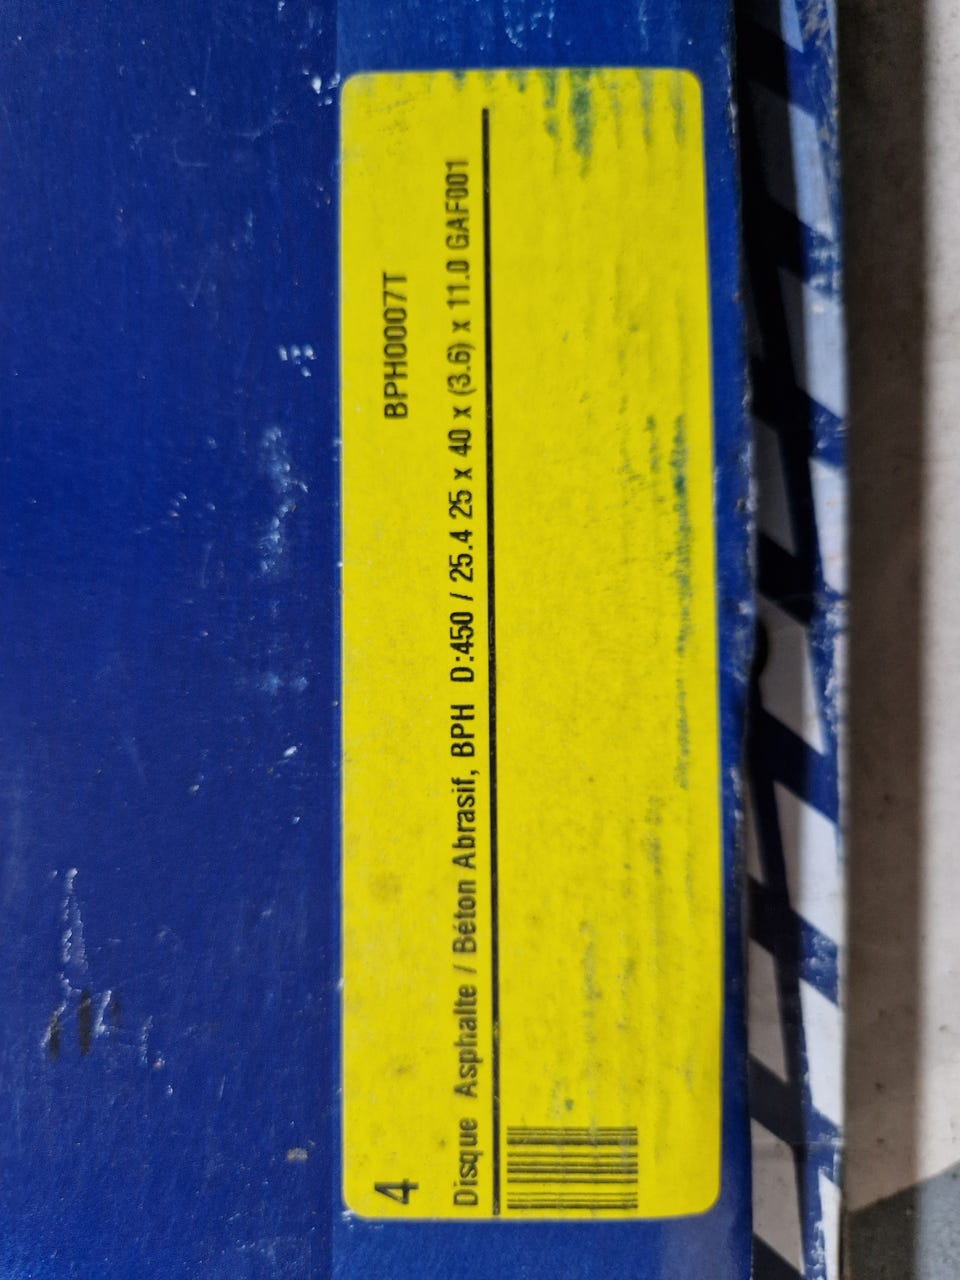 4 BPH0007T
Disque Asphalte / Béton Abrasif, BPH D:450 / 25.4 25 x 40 x (3.6) x 11.0 GAF001